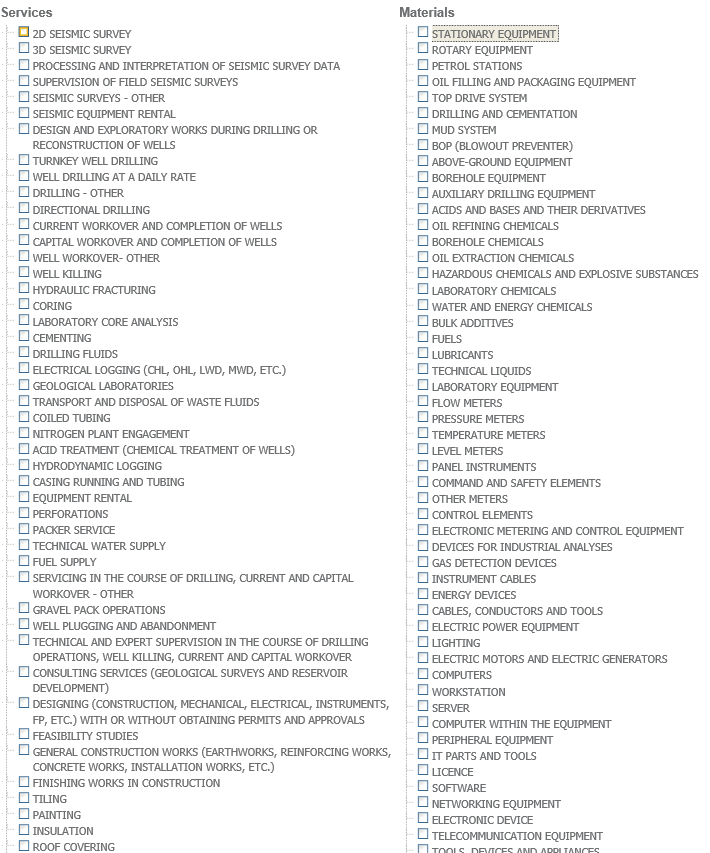 Services
2D SEISMIC SURVEY
3D SEISMIC SURVEY
PROCESSING AND INTERPRETATION OF SEISMIC SURVEY DATA
SUPERVISION OF FIELD SEISMIC SURVEYS
SEISMIC SURVEYS - OTHER
SEISMIC EQUIPMENT RENTAL
DESIGN AND EXPLORATORY WORKS DURING DRILLING OR
RECONSTRUCTION OF WELLS
TURNKEY WELL DRILLING
WELL DRILLING AT A DAILY RATE
DRILLING - OTHER
DIRECTIONAL DRILLING
CURRENT WORKOVER AND COMPLETION OF WELLS
CAPITAL WORKOVER AND COMPLETION OF WELLS
WELL WORKOVER- OTHER
WELL KILLING
HYDRAULIC FRACTURING
CORING
LABORATORY CORE ANALYSIS
CEMENTING
DRILLING FLUIDS
ELECTRICAL LOGGING (CHL, OHL, LWD, MWD, ETC.)
GEOLOGICAL LABORATORIES
TRANSPORT AND DISPOSAL OF WASTE FLUIDS
COILED TUBING
NITROGEN PLANT ENGAGEMENT
ACID TREATMENT (CHEMICAL TREATMENT OF WELLS)
HYDRODYNAMIC LOGGING
CASING RUNNING AND TUBING
EQUIPMENT RENTAL
PERFORATIONS
PACKER SERVICE
TECHNICAL WATER SUPPLY
FUEL SUPPLY
SERVICING IN THE COURSE OF DRILLING, CURRENT AND CAPITAL
WORKOVER - OTHER
GRAVEL PACK OPERATIONS
WELL PLUGGING AND ABANDONMENT
TECHNICAL AND EXPERT SUPERVISION IN THE COURSE OF DRILLING
OPERATIONS, WELL KILLING, CURRENT AND CAPITAL WORKOVER
CONSULTING SERVICES (GEOLOGICAL SURVEYS AND RESERVOIR
DEVELOPMENT)
DESIGNING (CONSTRUCTION, MECHANICAL, ELECTRICAL, INSTRUMENTS,
FP, ETC.) WITH OR WITHOUT OBTAINING PERMITS AND APPROVALS
FEASIBILITY STUDIES
GENERAL CONSTRUCTION WORKS (EARTHWORKS, REINFORCING WORKS,
CONCRETE WORKS, INSTALLATION WORKS, ETC.)
FINISHING WORKS IN CONSTRUCTION
TILING
PAINTING
INSULATION
ROOF COVERING
Materials
STATIONARY EQUIPMENT
ROTARY EQUIPMENT
PETROL STATIONS
OIL FILLING AND PACKAGING EQUIPMENT
TOP DRIVE SYSTEM
DRILLING AND CEMENTATION
MUD SYSTEM
BOP (BLOWOUT PREVENTER)
ABOVE-GROUND EQUIPMENT
BOREHOLE EQUIPMENT
AUXILIARY DRILLING EQUIPMENT
ACIDS AND BASES AND THEIR DERIVATIVES
OIL REFINING CHEMICALS
BOREHOLE CHEMICALS
OIL EXTRACTION CHEMICALS
HAZARDOUS CHEMICALS AND EXPLOSIVE SUBSTANCES
LABORATORY CHEMICALS
WATER AND ENERGY CHEMICALS
BULK ADDITIVES
FUELS
LUBRICANTS
TECHNICAL LIQUIDS
LABORATORY EQUIPMENT
FLOW METERS
PRESSURE METERS
TEMPERATURE METERS
LEVEL METERS
PANEL INSTRUMENTS
COMMAND AND SAFETY ELEMENTS
OTHER METERS
CONTROL ELEMENTS
ELECTRONIC METERING AND CONTROL EQUIPMENT
DEVICES FOR INDUSTRIAL ANALYSES
GAS DETECTION DEVICES
INSTRUMENT CABLES
ENERGY DEVICES
CABLES, CONDUCTORS AND TOOLS
ELECTRIC POWER EQUIPMENT
LIGHTING
ELECTRIC MOTORS AND ELECTRIC GENERATORS
COMPUTERS
WORKSTATION
SERVER
COMPUTER WITHIN THE EQUIPMENT
PERIPHERAL EQUIPMENT
IT PARTS AND TOOLS
LICENCE
SOFTWARE
NETWORKING EQUIPMENT
ELECTRONIC DEVICE
TELECOMMUNICATION EQUIPMENT
TOOLS, DEVICES AND APPLIANCES